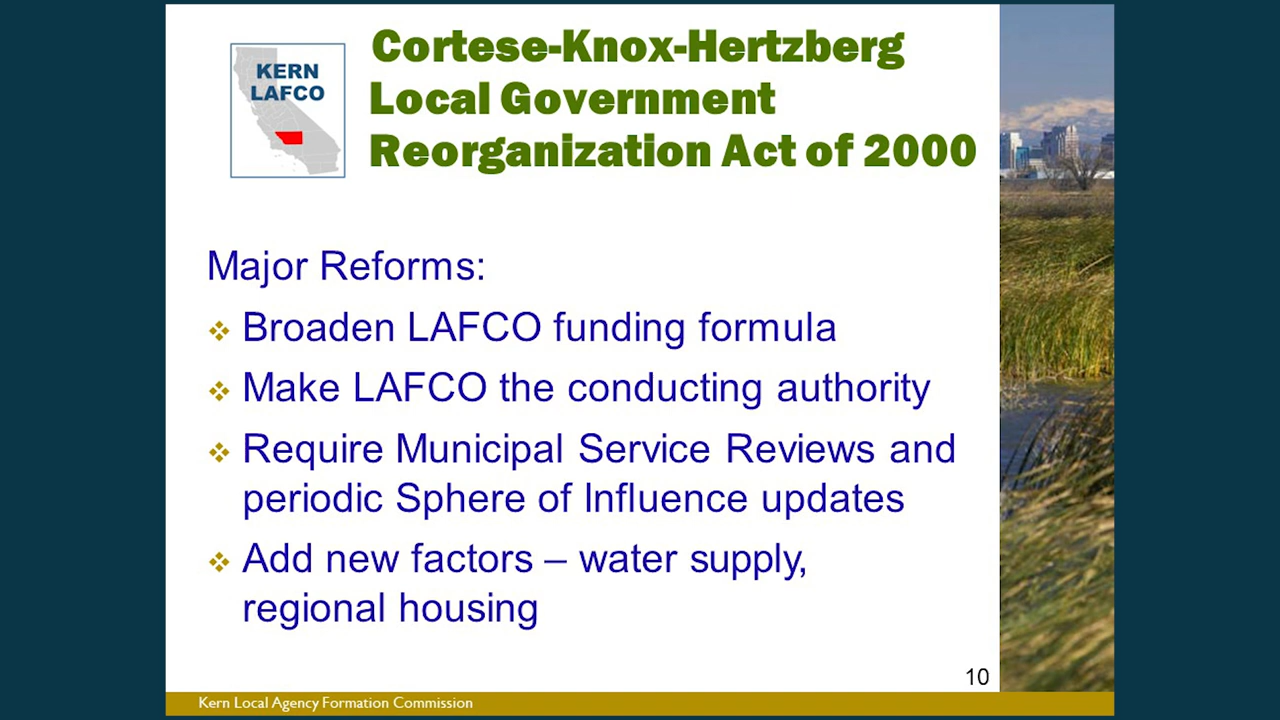 KERN
LAFCO
Cortese-Knox-Hertzberg
Local Government
Reorganization Act of 2000
Major Reforms:
❖ Broaden LAFCO funding formula
❖ Make LAFCO the conducting authority
❖ Require Municipal Service Reviews and
periodic Sphere of Influence updates
❖ Add new factors – water supply,
regional housing
10
Kern Local Agency Formation Commission